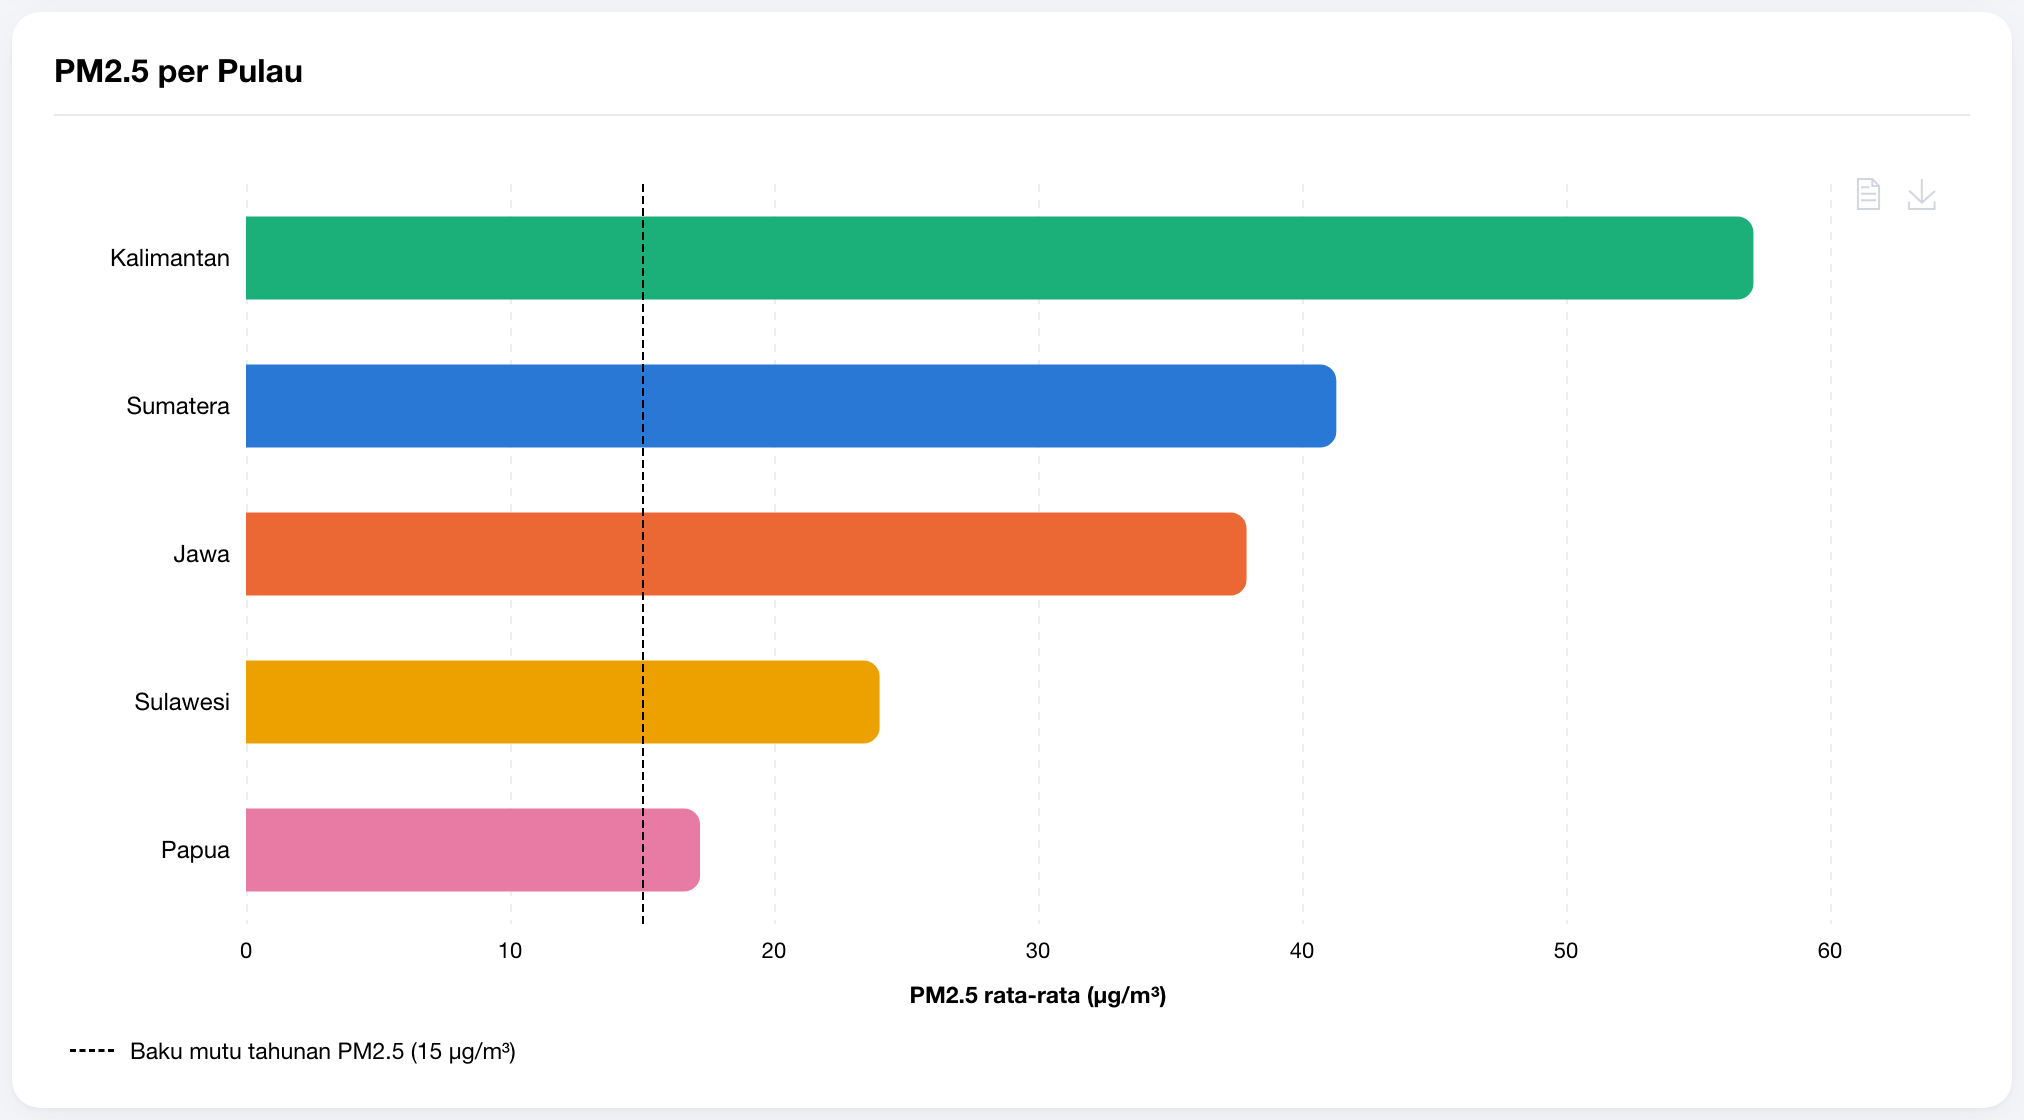 PM2.5 per Pulau
Kalimantan
Sumatera
Jawa
Sulawesi
Papua
0 10 20 30 40 50 60
PM2.5 rata-rata (µg/m³)
Baku mutu tahunan PM2.5 (15 µg/m³)